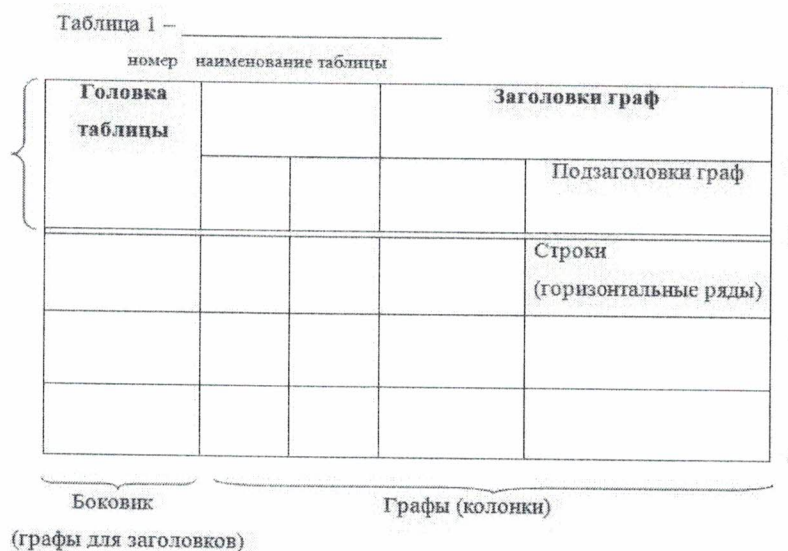 Таблица 1 – ____________________
номер наименование таблицы
Головка
таблицы
Заголовки граф
Подзаголовки граф
Строки
(горизонтальные ряды)
Боковик
(графы для заголовков)
Графы (колонки)